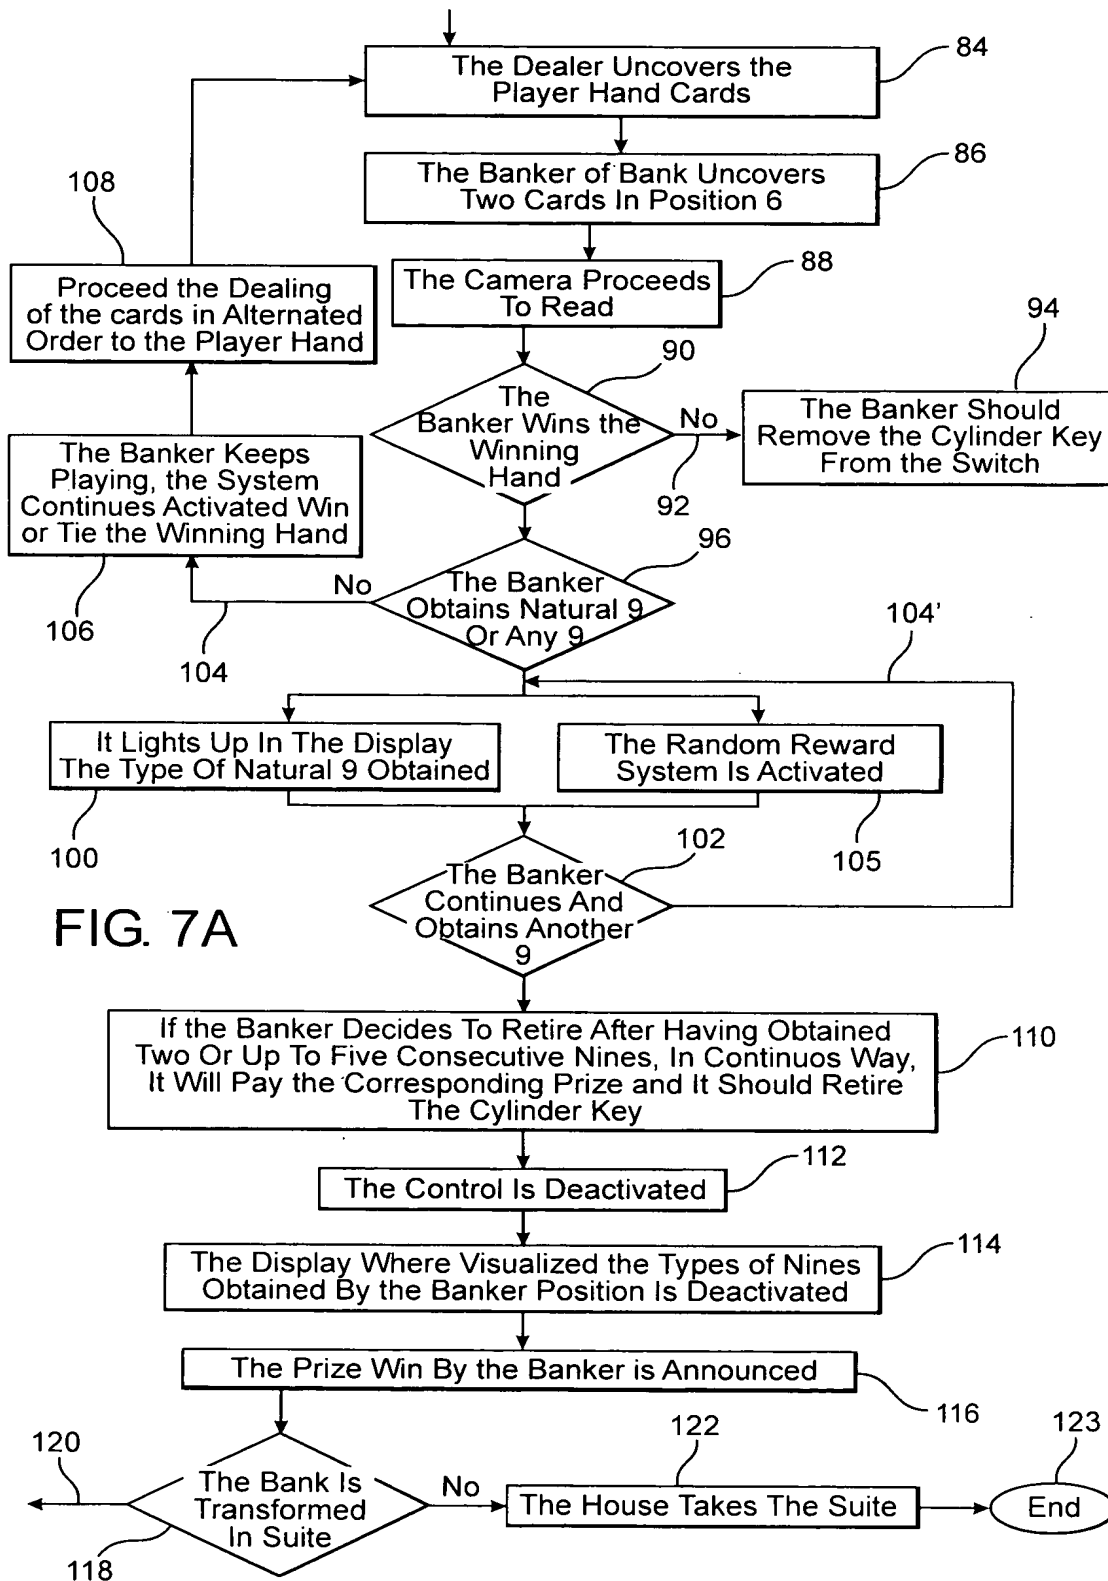 The Dealer Uncovers the
Player Hand Cards
84
The Banker of Bank Uncovers
Two Cards In Position 6
86
108
Proceed the Dealing
of the cards in Alternated
Order to the Player Hand
The Camera Proceeds
To Read
88
90
The
Banker Wins the
Winning
Hand
No
92
94
The Banker Should
Remove the Cylinder Key
From the Switch
The Banker Keeps
Playing, the System
Continues Activated Win
or Tie the Winning Hand
106
No
104
96
The Banker
Obtains Natural 9
Or Any 9
104'
It Lights Up In The Display
The Type Of Natural 9 Obtained
100
The Random Reward
System Is Activated
105
102
The Banker
Continues And
Obtains Another
9
FIG. 7A
If the Banker Decides To Retire After Having Obtained
Two Or Up To Five Consecutive Nines, In Continuos Way,
It Will Pay the Corresponding Prize and It Should Retire
The Cylinder Key
110
The Control Is Deactivated
112
The Display Where Visualized the Types of Nines
Obtained By the Banker Position Is Deactivated
114
The Prize Win By the Banker is Announced
116
120
The Bank Is
Transformed
In Suite
118
No
122
The House Takes The Suite
123
End